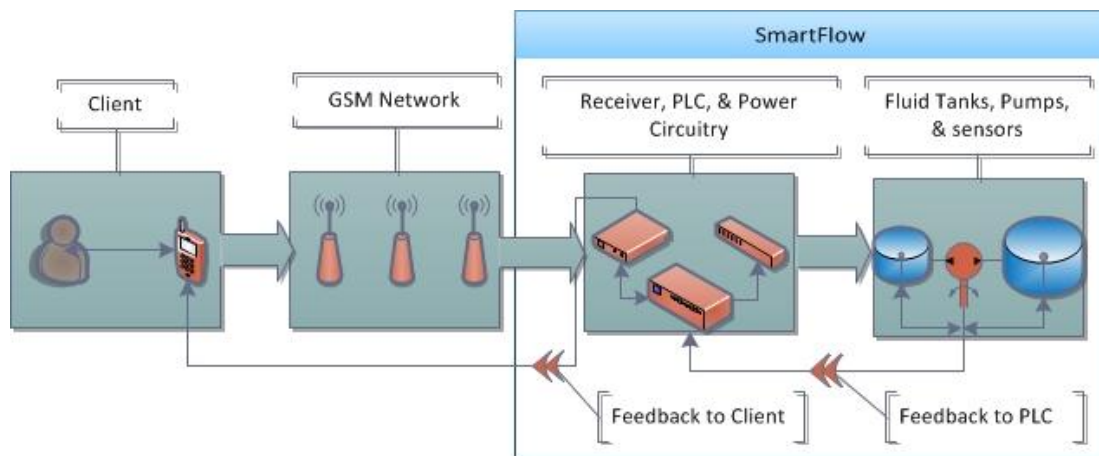 SmartFlow
Client
GSM Network
Receiver, PLC, & Power
Circuitry
Fluid Tanks, Pumps,
& sensors
Feedback to Client
Feedback to PLC